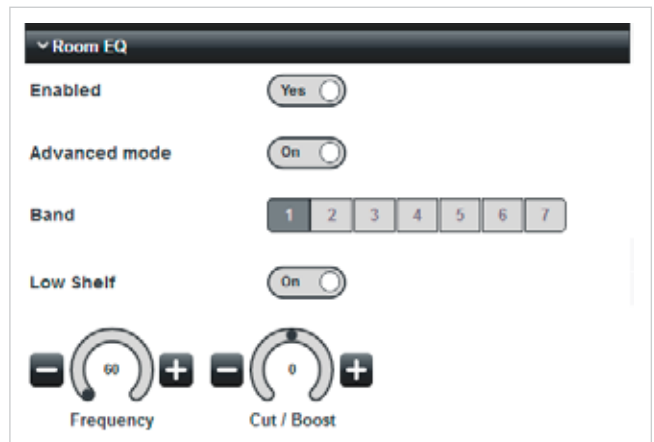 Room EQ
Enabled Yes
Advanced mode On
Band 1 2 3 4 5 6 7
Low Shelf On
60 0
Frequency Cut / Boost